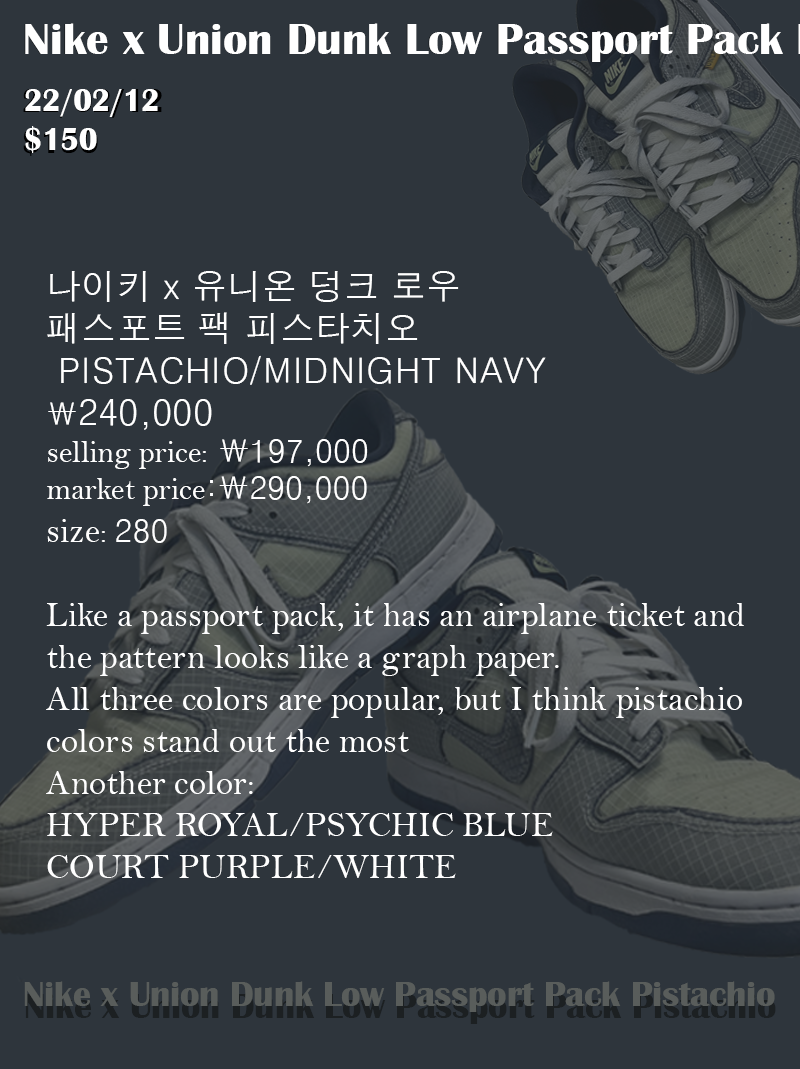 Nike x Union Dunk Low Passport Pack
22/02/12
$150
NIKE
나이키 x 유니온 덩크 로우
패스포트 팩 피스타치오
PISTACHIO/MIDNIGHT NAVY
₩240,000
selling price: ₩197,000
market price:₩290,000
size: 280
Like a passport pack, it has an airplane ticket and
the pattern looks like a graph paper.
All three colors are popular, but I think pistachio
colors stand out the most
Another color:
HYPER ROYAL/PSYCHIC BLUE
COURT PURPLE/WHITE
Nike x Union Dunk Low Passport Pack Pistachio